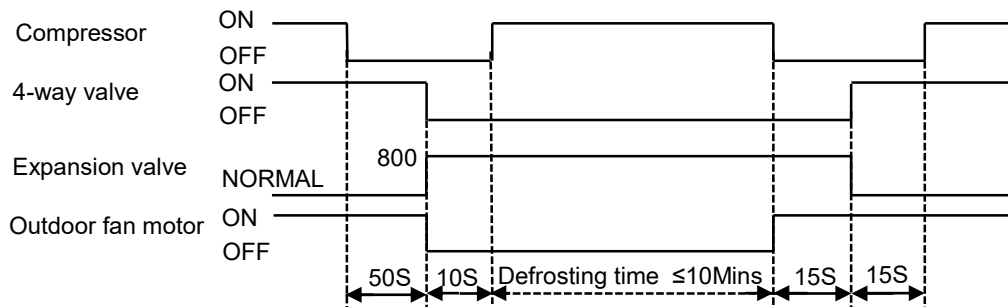 Compressor ON
OFF
4-way valve ON
OFF
Expansion valve 800
NORMAL
Outdoor fan motor ON
OFF
50S 10S Defrosting time ≤10Mins 15S 15S